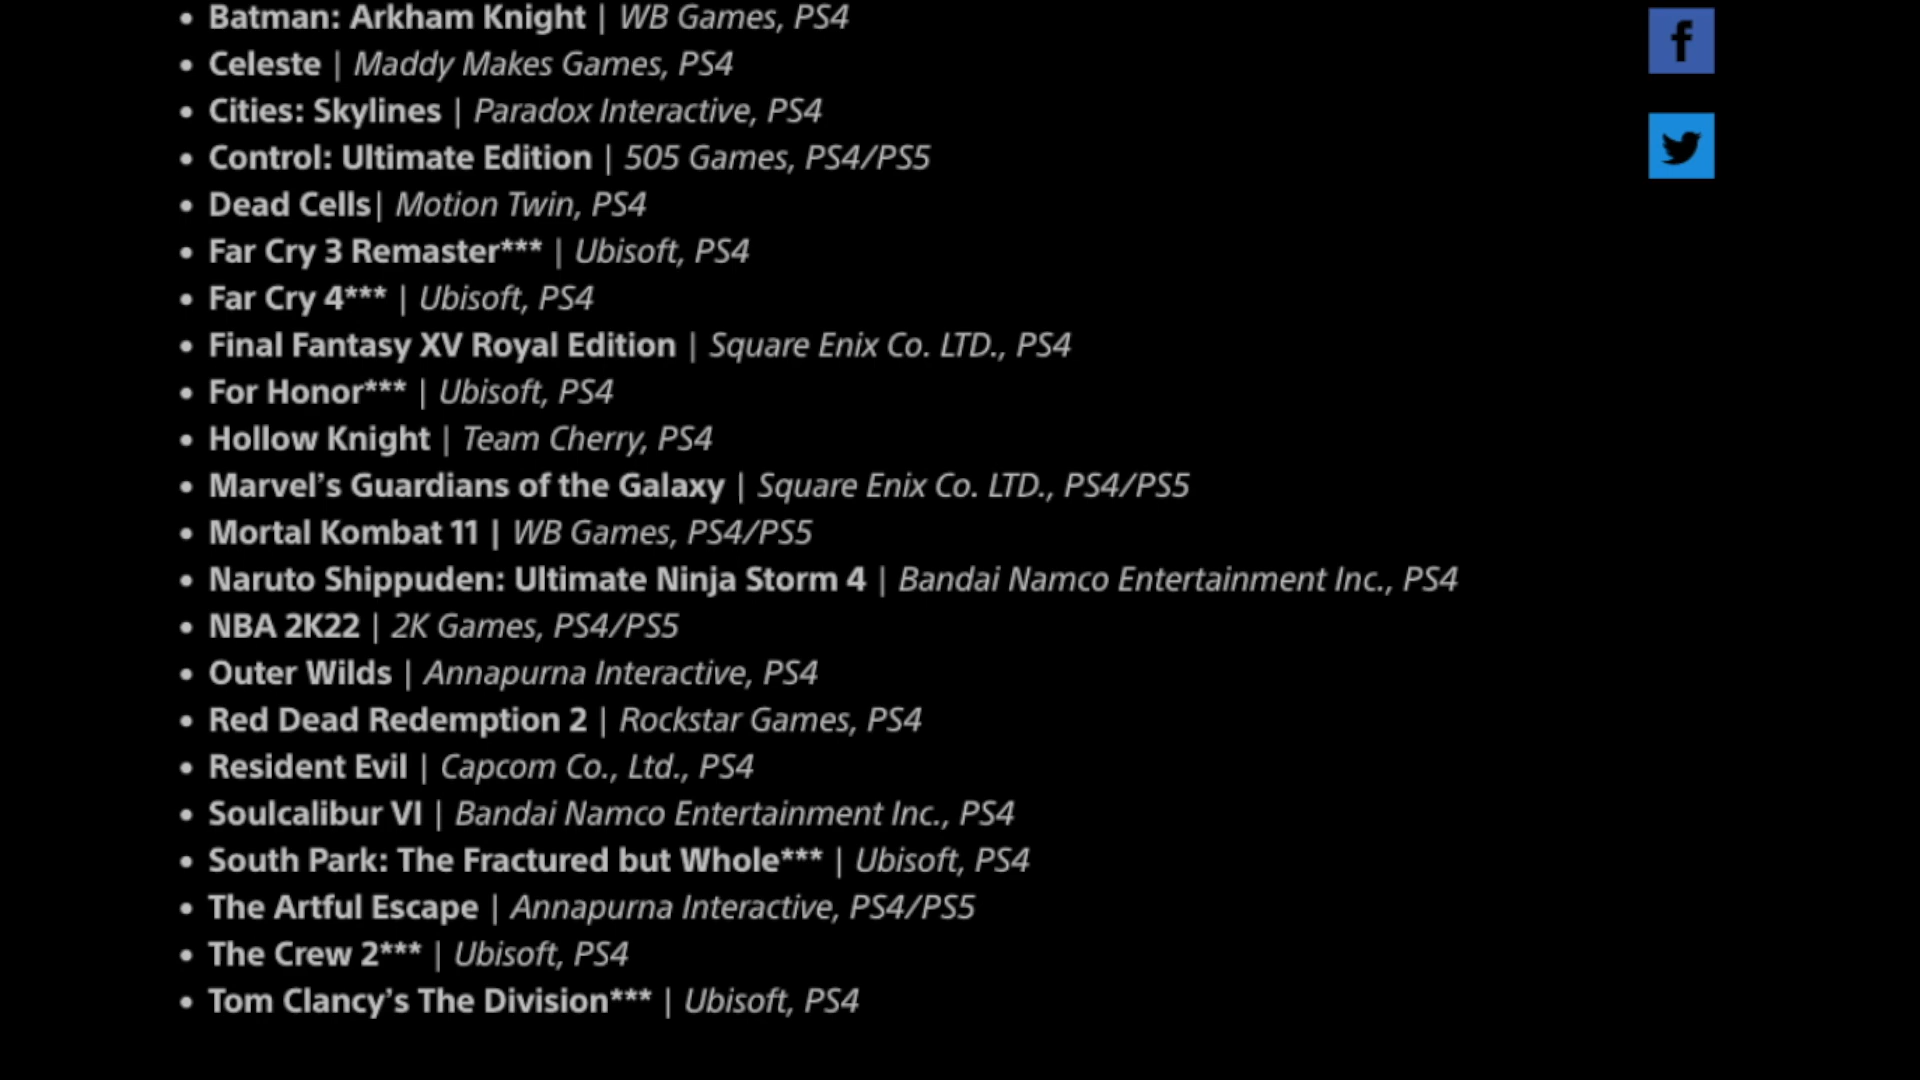 • Batman: Arkham Knight | WB Games, PS4
• Celeste | Maddy Makes Games, PS4
• Cities: Skylines | Paradox Interactive, PS4
• Control: Ultimate Edition | 505 Games, PS4/PS5
• Dead Cells| Motion Twin, PS4
• Far Cry 3 Remaster*** | Ubisoft, PS4
• Far Cry 4*** | Ubisoft, PS4
• Final Fantasy XV Royal Edition | Square Enix Co. LTD., PS4
• For Honor*** | Ubisoft, PS4
• Hollow Knight | Team Cherry, PS4
• Marvel’s Guardians of the Galaxy | Square Enix Co. LTD., PS4/PS5
• Mortal Kombat 11 | WB Games, PS4/PS5
• Naruto Shippuden: Ultimate Ninja Storm 4 | Bandai Namco Entertainment Inc., PS4
• NBA 2K22 | 2K Games, PS4/PS5
• Outer Wilds | Annapurna Interactive, PS4
• Red Dead Redemption 2 | Rockstar Games, PS4
• Resident Evil | Capcom Co., Ltd., PS4
• Soulcalibur VI | Bandai Namco Entertainment Inc., PS4
• South Park: The Fractured but Whole*** | Ubisoft, PS4
• The Artful Escape | Annapurna Interactive, PS4/PS5
• The Crew 2*** | Ubisoft, PS4
• Tom Clancy’s The Division*** | Ubisoft, PS4